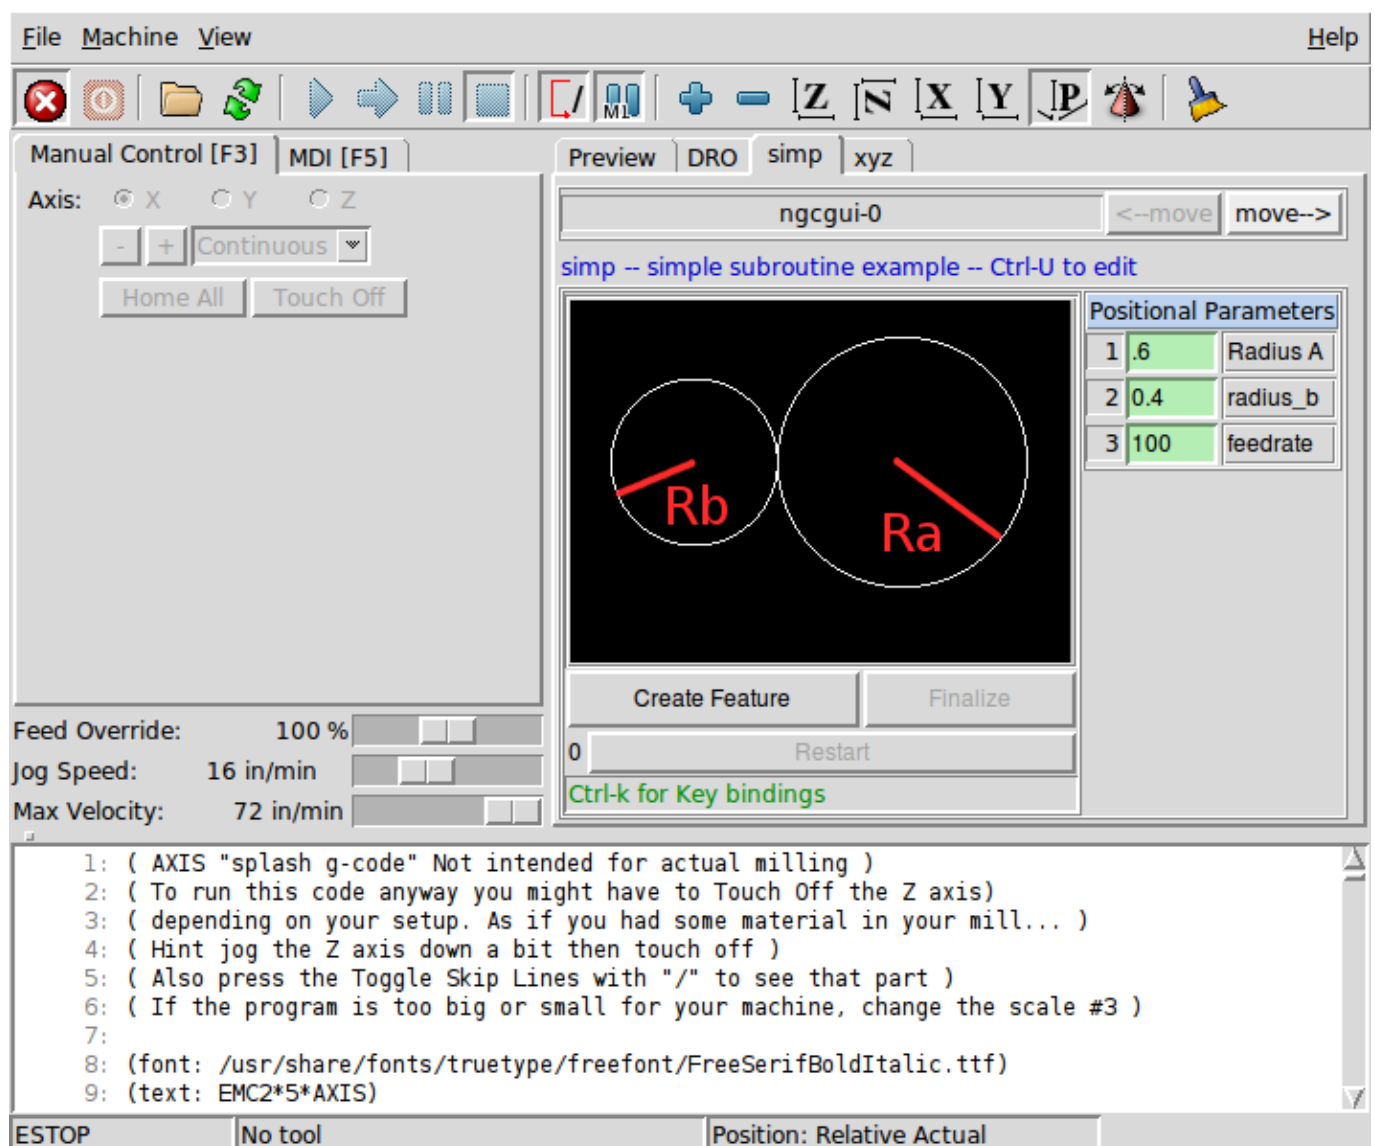 File Machine View Help
M1 Z N X Y P
Manual Control [F3] MDI [F5]
Preview DRO simp xyz
Axis: X Y Z
- + Continuous
Home All Touch Off
ngcgui-0 <--move move-->
simp -- simple subroutine example -- Ctrl-U to edit
Rb Ra
Positional Parameters
1 .6 Radius A
2 0.4 radius_b
3 100 feedrate
Create Feature Finalize
0 Restart
Ctrl-k for Key bindings
Feed Override: 100 %
Jog Speed: 16 in/min
Max Velocity: 72 in/min
1: ( AXIS "splash g-code" Not intended for actual milling )
2: ( To run this code anyway you might have to Touch Off the Z axis)
3: ( depending on your setup. As if you had some material in your mill... )
4: ( Hint jog the Z axis down a bit then touch off )
5: ( Also press the Toggle Skip Lines with "/" to see that part )
6: ( If the program is too big or small for your machine, change the scale #3 )
7:
8: (font: /usr/share/fonts/truetype/freefont/FreeSerifBoldItalic.ttf)
9: (text: EMC2*5*AXIS)
ESTOP No tool Position: Relative Actual